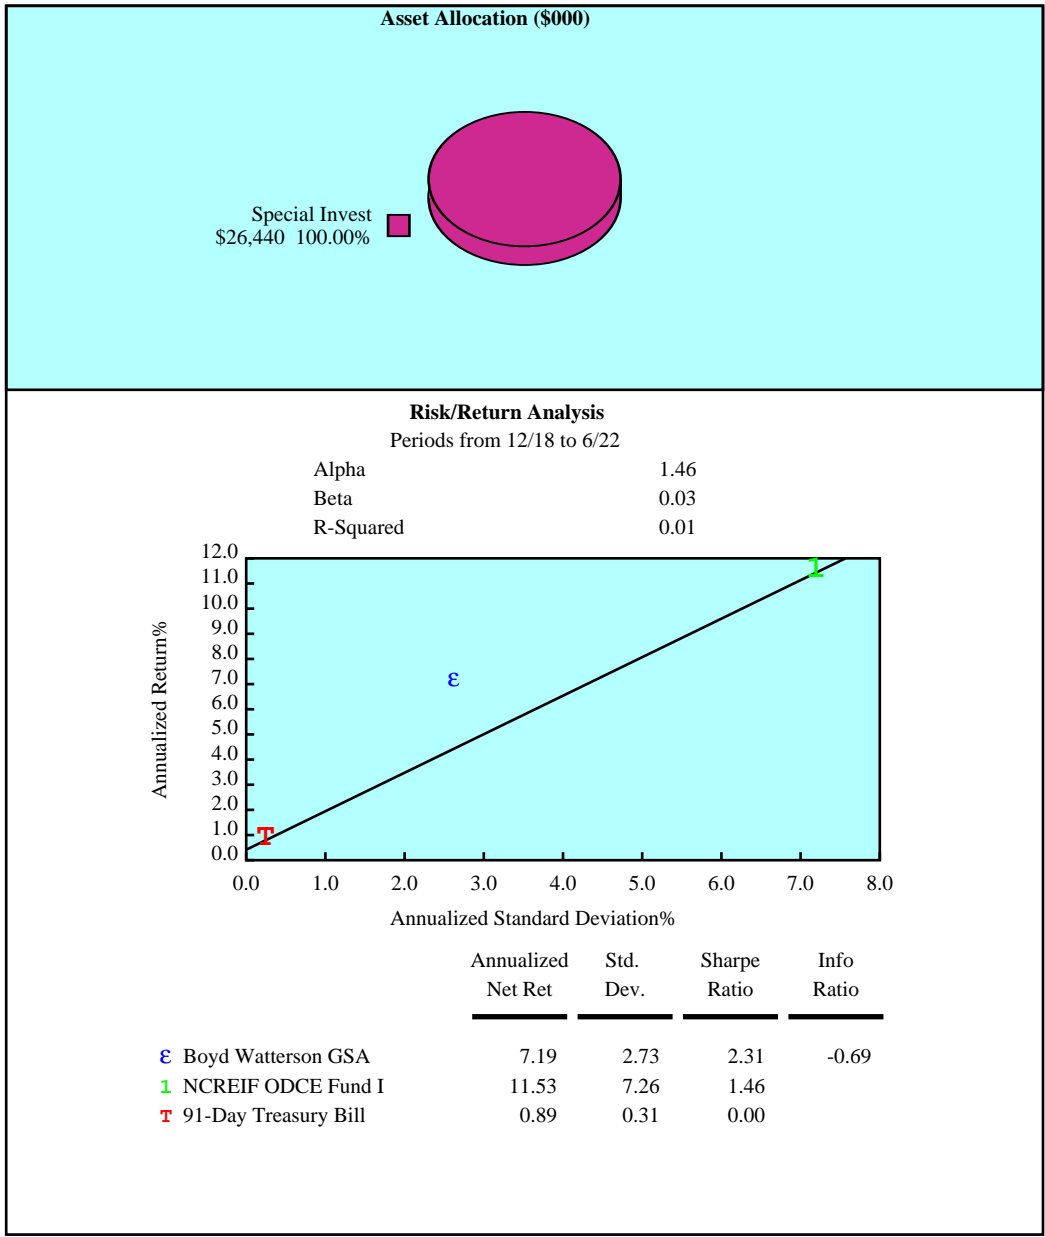 Asset Allocation ($000)
Special Invest
$26,440 100.00%
Risk/Return Analysis
Periods from 12/18 to 6/22
Alpha 1.46
Beta 0.03
R-Squared 0.01
12.0
11.0
10.0
9.0
8.0
7.0
6.0
5.0
4.0
3.0
2.0
1.0
0.0
Annualized Return%
ε
1
T
0.0 1.0 2.0 3.0 4.0 5.0 6.0 7.0 8.0
Annualized Standard Deviation%
Annualized Std. Sharpe Info
Net Ret Dev. Ratio Ratio
ε Boyd Watterson GSA 7.19 2.73 2.31 -0.69
1 NCREIF ODCE Fund I 11.53 7.26 1.46
T 91-Day Treasury Bill 0.89 0.31 0.00